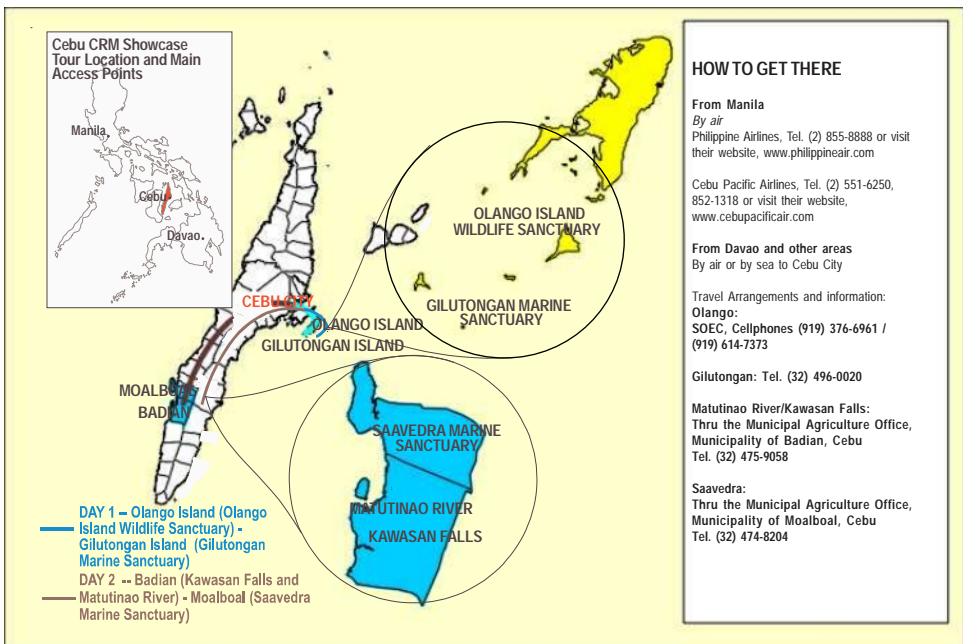 Cebu CRM Showcase
Tour Location and Main
Access Points
Manila
Cebu
Davao
CEBU CITY
OLANGO ISLAND
GILUTONGAN ISLAND
MOALBOAL
BADIAN
OLANGO ISLAND
WILDLIFE SANCTUARY
GILUTONGAN MARINE
SANCTUARY
SAAVEDRA MARINE
SANCTUARY
MATUTINAO RIVER
KAWASAN FALLS
DAY 1 – Olango Island (Olango
Island Wildlife Sanctuary) -
Gilutongan Island (Gilutongan
Marine Sanctuary)
DAY 2 -- Badian (Kawasan Falls and
Matutinao River) - Moalboal (Saavedra
Marine Sanctuary)
HOW TO GET THERE
From Manila
By air
Philippine Airlines, Tel. (2) 855-8888 or visit
their website, www.philippineair.com
Cebu Pacific Airlines, Tel. (2) 551-6250,
852-1318 or visit their website,
www.cebupacificair.com
From Davao and other areas
By air or by sea to Cebu City
Travel Arrangements and information:
Olango:
SOEC, Cellphones (919) 376-6961 /
(919) 614-7373
Gilutongan: Tel. (32) 496-0020
Matutinao River/Kawasan Falls:
Thru the Municipal Agriculture Office,
Municipality of Badian, Cebu
Tel. (32) 475-9058
Saavedra:
Thru the Municipal Agriculture Office,
Municipality of Moalboal, Cebu
Tel. (32) 474-8204